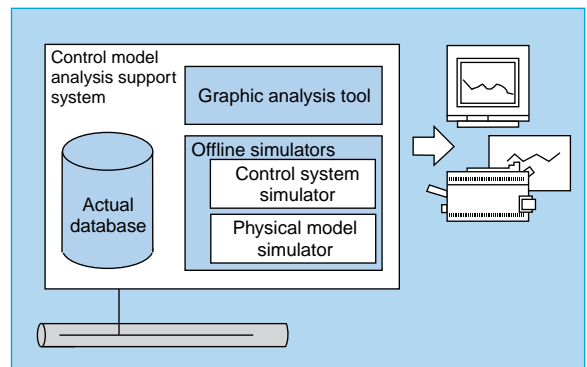 Control model
analysis support
system
Graphic analysis tool
Actual
database
Offline simulators
Control system
simulator
Physical model
simulator